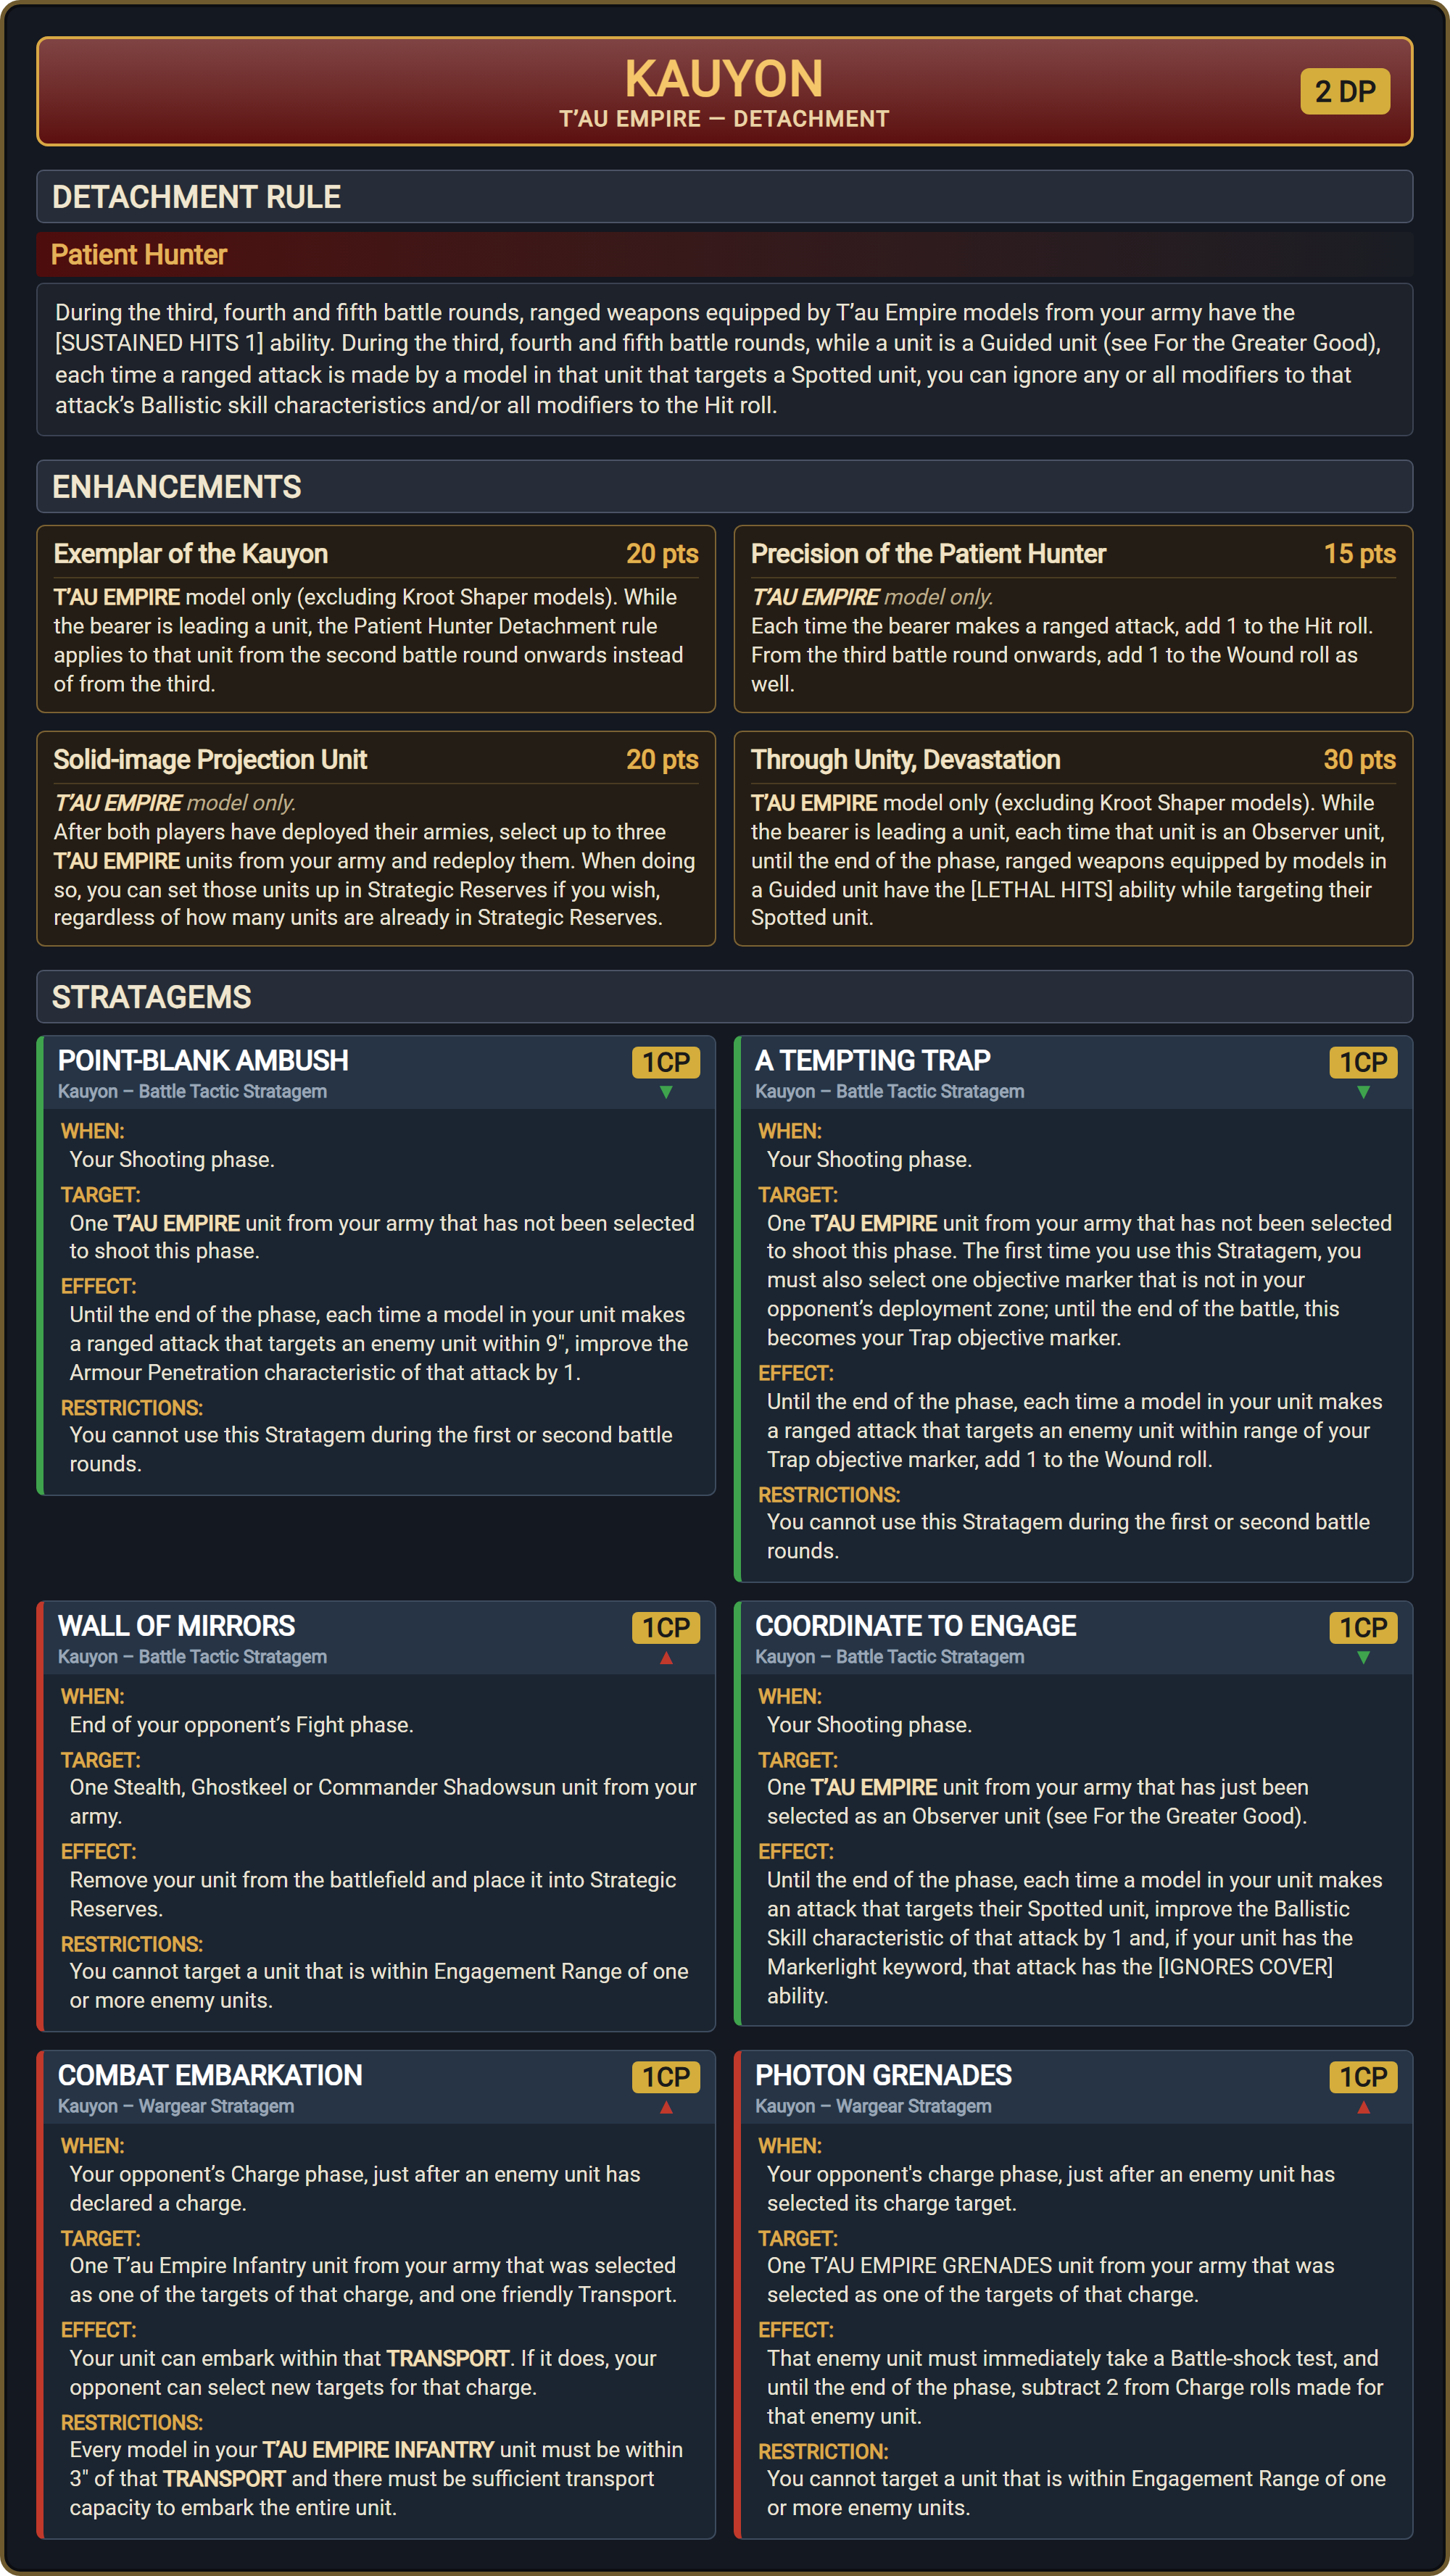 KAUYON
T’AU EMPIRE — DETACHMENT
2 DP
DETACHMENT RULE
Patient Hunter
During the third, fourth and fifth battle rounds, ranged weapons equipped by T’au Empire models from your army have the
[SUSTAINED HITS 1] ability. During the third, fourth and fifth battle rounds, while a unit is a Guided unit (see For the Greater Good),
each time a ranged attack is made by a model in that unit that targets a Spotted unit, you can ignore any or all modifiers to that
attack’s Ballistic skill characteristics and/or all modifiers to the Hit roll.
ENHANCEMENTS
Exemplar of the Kauyon 20 pts
T’AU EMPIRE model only (excluding Kroot Shaper models). While
the bearer is leading a unit, the Patient Hunter Detachment rule
applies to that unit from the second battle round onwards instead
of from the third.
Precision of the Patient Hunter 15 pts
T’AU EMPIRE model only.
Each time the bearer makes a ranged attack, add 1 to the Hit roll.
From the third battle round onwards, add 1 to the Wound roll as
well.
Solid-image Projection Unit 20 pts
T’AU EMPIRE model only.
After both players have deployed their armies, select up to three
T’AU EMPIRE units from your army and redeploy them. When doing
so, you can set those units up in Strategic Reserves if you wish,
regardless of how many units are already in Strategic Reserves.
Through Unity, Devastation 30 pts
T’AU EMPIRE model only (excluding Kroot Shaper models). While
the bearer is leading a unit, each time that unit is an Observer unit,
until the end of the phase, ranged weapons equipped by models in
a Guided unit have the [LETHAL HITS] ability while targeting their
Spotted unit.
STRATAGEMS
POINT-BLANK AMBUSH 1CP
Kauyon – Battle Tactic Stratagem ▼
WHEN:
Your Shooting phase.
TARGET:
One T’AU EMPIRE unit from your army that has not been selected
to shoot this phase.
EFFECT:
Until the end of the phase, each time a model in your unit makes
a ranged attack that targets an enemy unit within 9", improve the
Armour Penetration characteristic of that attack by 1.
RESTRICTIONS:
You cannot use this Stratagem during the first or second battle
rounds.
A TEMPTING TRAP 1CP
Kauyon – Battle Tactic Stratagem ▼
WHEN:
Your Shooting phase.
TARGET:
One T’AU EMPIRE unit from your army that has not been selected
to shoot this phase. The first time you use this Stratagem, you
must also select one objective marker that is not in your
opponent’s deployment zone; until the end of the battle, this
becomes your Trap objective marker.
EFFECT:
Until the end of the phase, each time a model in your unit makes
a ranged attack that targets an enemy unit within range of your
Trap objective marker, add 1 to the Wound roll.
RESTRICTIONS:
You cannot use this Stratagem during the first or second battle
rounds.
WALL OF MIRRORS 1CP
Kauyon – Battle Tactic Stratagem ▲
WHEN:
End of your opponent’s Fight phase.
TARGET:
One Stealth, Ghostkeel or Commander Shadowsun unit from your
army.
EFFECT:
Remove your unit from the battlefield and place it into Strategic
Reserves.
RESTRICTIONS:
You cannot target a unit that is within Engagement Range of one
or more enemy units.
COORDINATE TO ENGAGE 1CP
Kauyon – Battle Tactic Stratagem ▼
WHEN:
Your Shooting phase.
TARGET:
One T’AU EMPIRE unit from your army that has just been
selected as an Observer unit (see For the Greater Good).
EFFECT:
Until the end of the phase, each time a model in your unit makes
an attack that targets their Spotted unit, improve the Ballistic
Skill characteristic of that attack by 1 and, if your unit has the
Markerlight keyword, that attack has the [IGNORES COVER]
ability.
COMBAT EMBARKATION 1CP
Kauyon – Wargear Stratagem ▲
WHEN:
Your opponent’s Charge phase, just after an enemy unit has
declared a charge.
TARGET:
One T’au Empire Infantry unit from your army that was selected
as one of the targets of that charge, and one friendly Transport.
EFFECT:
Your unit can embark within that TRANSPORT. If it does, your
opponent can select new targets for that charge.
RESTRICTIONS:
Every model in your T’AU EMPIRE INFANTRY unit must be within
3" of that TRANSPORT and there must be sufficient transport
capacity to embark the entire unit.
PHOTON GRENADES 1CP
Kauyon – Wargear Stratagem ▲
WHEN:
Your opponent's charge phase, just after an enemy unit has
selected its charge target.
TARGET:
One T’AU EMPIRE GRENADES unit from your army that was
selected as one of the targets of that charge.
EFFECT:
That enemy unit must immediately take a Battle-shock test, and
until the end of the phase, subtract 2 from Charge rolls made for
that enemy unit.
RESTRICTION:
You cannot target a unit that is within Engagement Range of one
or more enemy units.